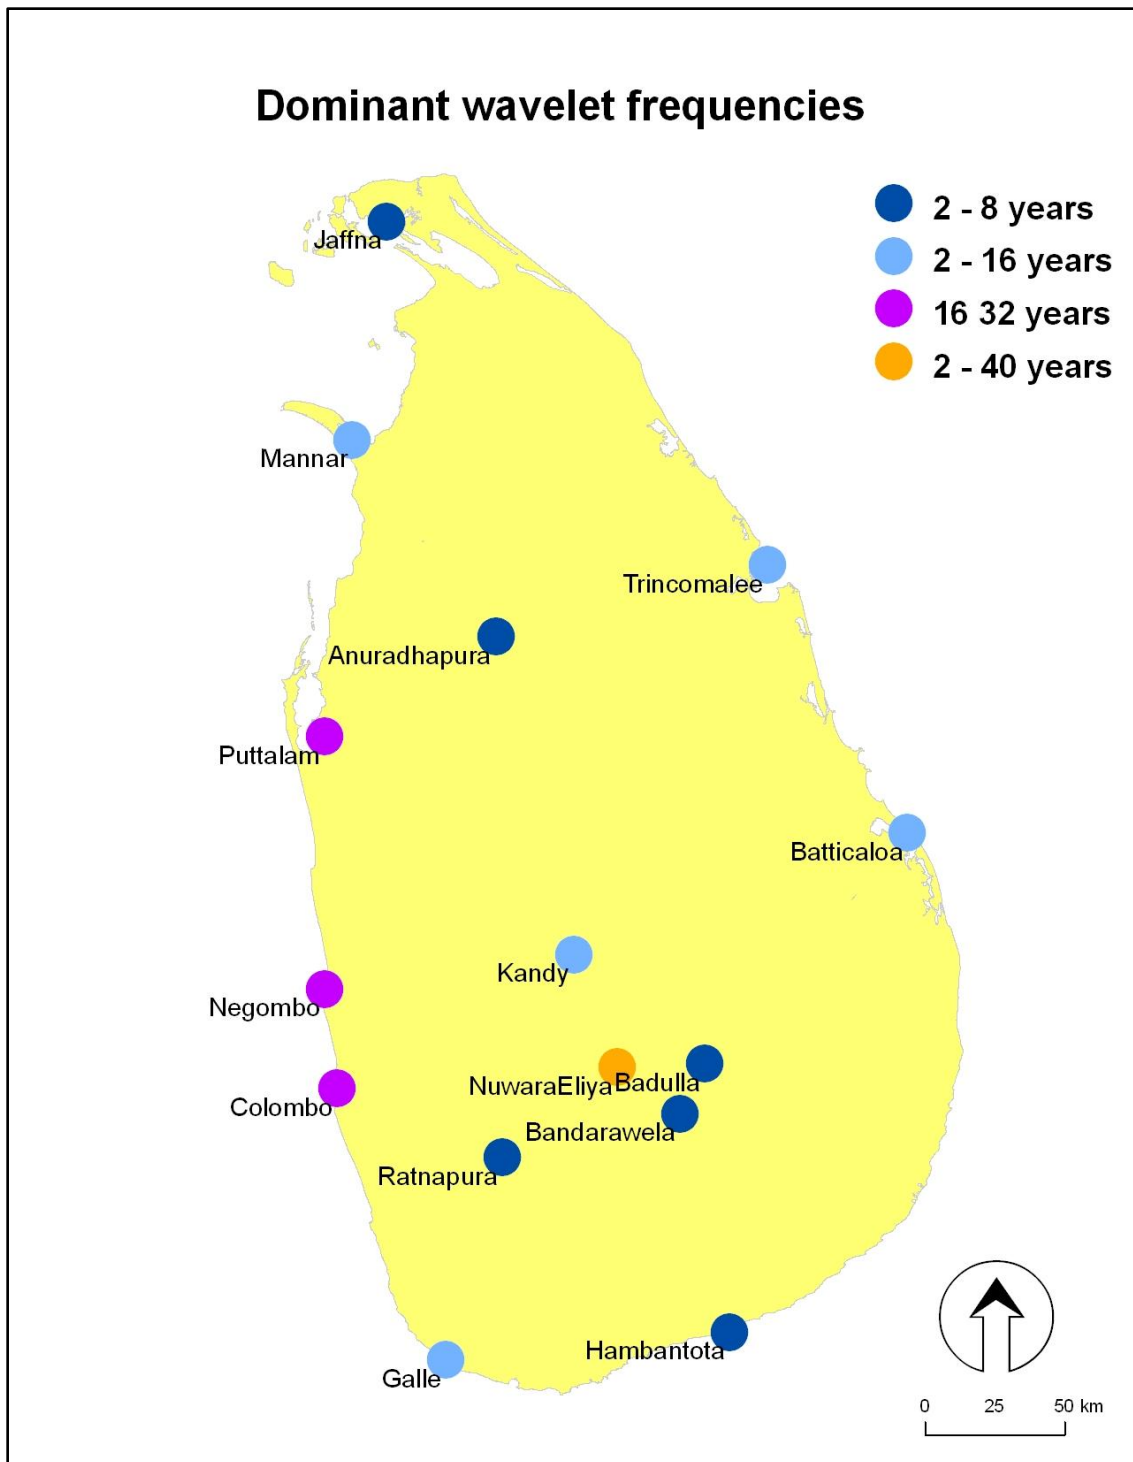 Dominant wavelet frequencies
2 - 8 years
2 - 16 years
16 32 years
2 - 40 years
Jaffna
Mannar
Trincomalee
Anuradhapura
Puttalam
Batticaloa
Kandy
Negombo
NuwaraEliya
Badulla
Colombo
Bandarawela
Ratnapura
Hambantota
Galle
0 25 50 km